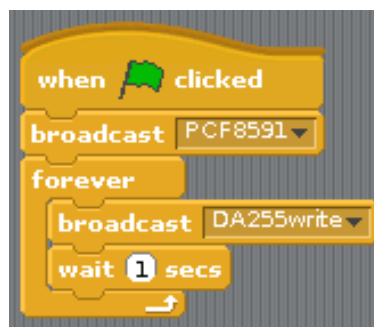 when clicked
broadcast PCF8591
forever
broadcast DA255write
wait 1 secs